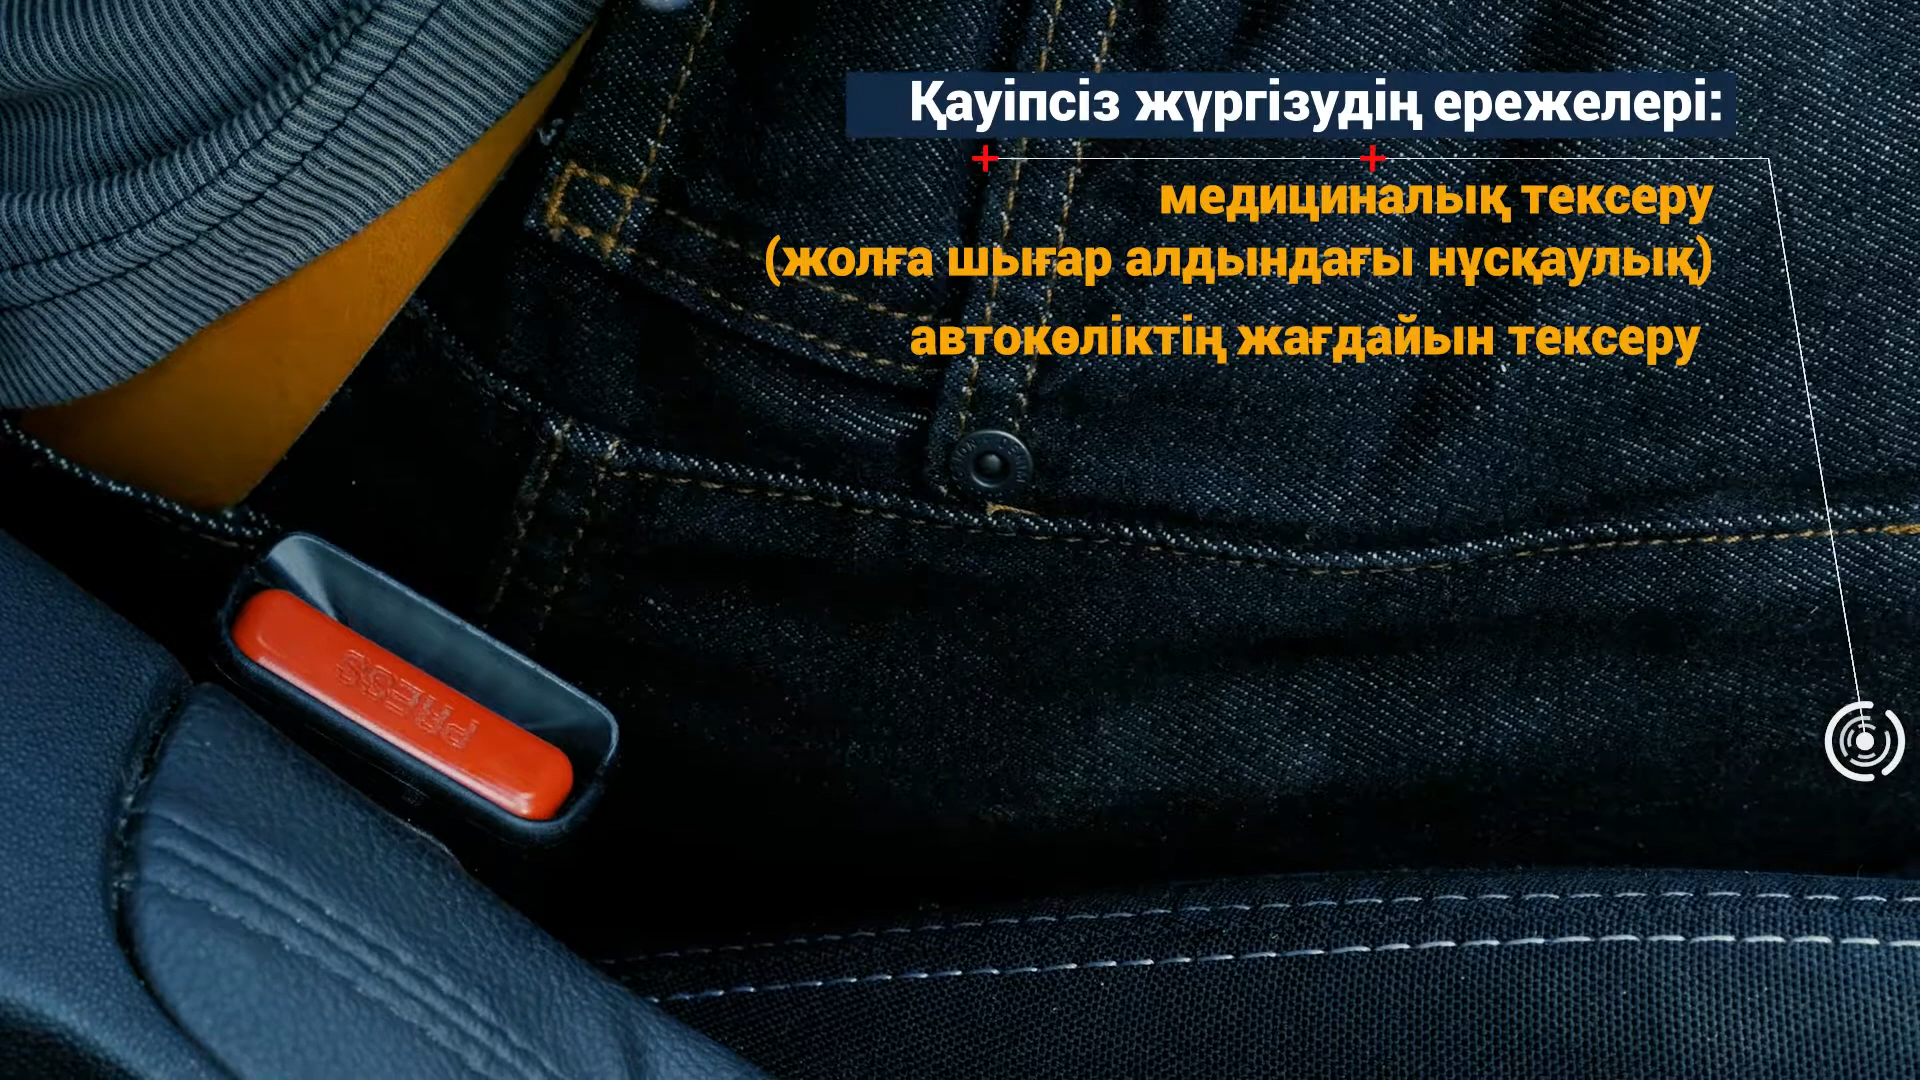 Қауіпсіз жүргізудің ережелері:
медициналық тексеру
(жолға шығар алдындағы нұсқаулық)
автокөліктің жағдайын тексеру
PRESS